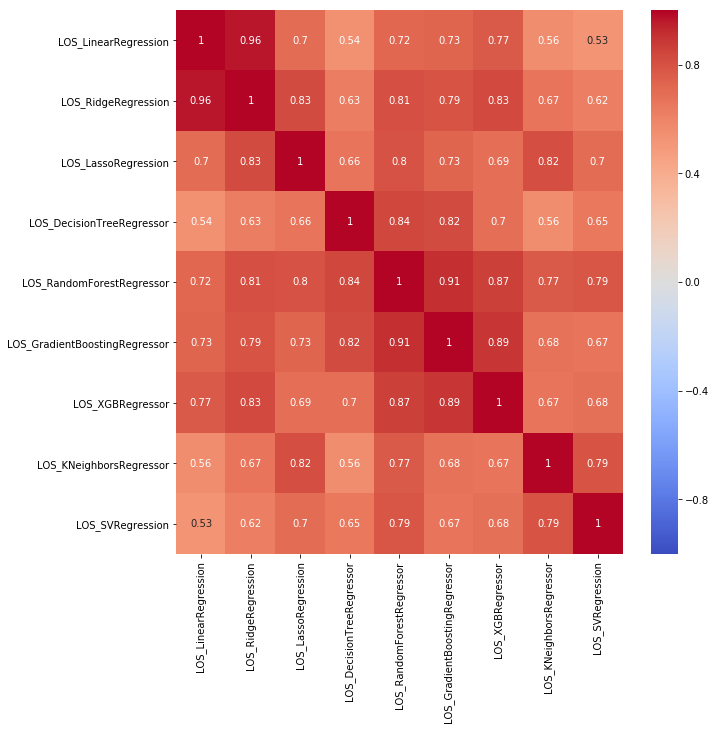 LOS_LinearRegression 1 0.96 0.7 0.54 0.72 0.73 0.77 0.56 0.53
LOS_RidgeRegression 0.96 1 0.83 0.63 0.81 0.79 0.83 0.67 0.62
LOS_LassoRegression 0.7 0.83 1 0.66 0.8 0.73 0.69 0.82 0.7
LOS_DecisionTreeRegressor 0.54 0.63 0.66 1 0.84 0.82 0.7 0.56 0.65
LOS_RandomForestRegressor 0.72 0.81 0.8 0.84 1 0.91 0.87 0.77 0.79
LOS_GradientBoostingRegressor 0.73 0.79 0.73 0.82 0.91 1 0.89 0.68 0.67
LOS_XGBRegressor 0.77 0.83 0.69 0.7 0.87 0.89 1 0.67 0.68
LOS_KNeighborsRegressor 0.56 0.67 0.82 0.56 0.77 0.68 0.67 1 0.79
LOS_SVRegression 0.53 0.62 0.7 0.65 0.79 0.67 0.68 0.79 1
LOS_LinearRegression
LOS_RidgeRegression
LOS_LassoRegression
LOS_DecisionTreeRegressor
LOS_RandomForestRegressor
LOS_GradientBoostingRegressor
LOS_XGBRegressor
LOS_KNeighborsRegressor
LOS_SVRegression
0.8
0.4
0.0
−0.4
−0.8